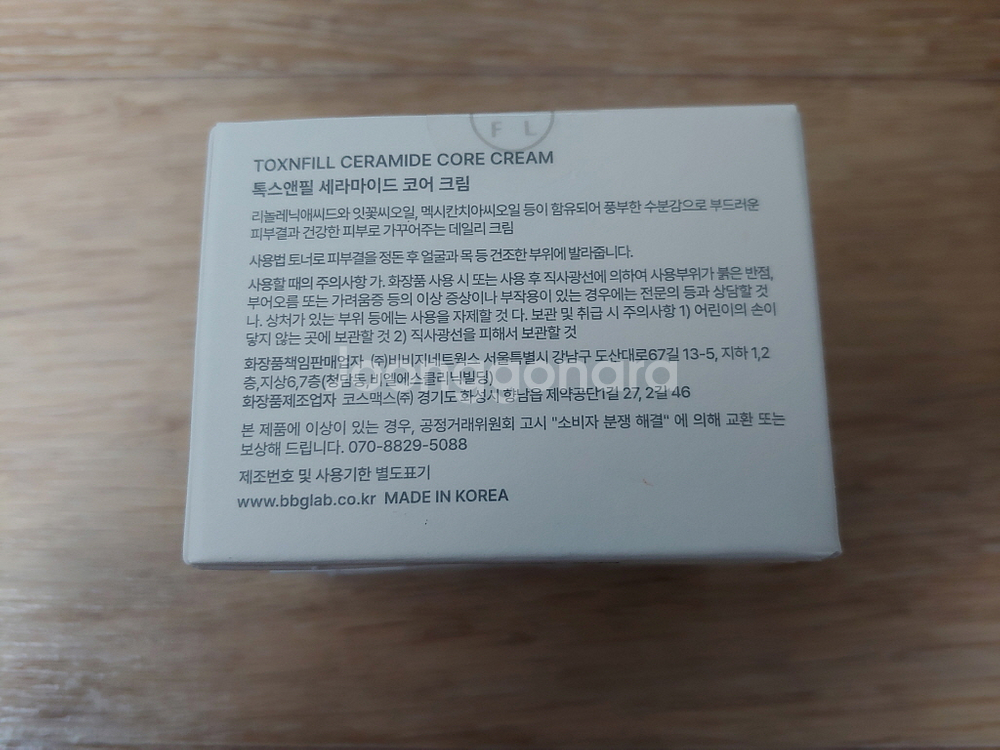 F L
TOXNFILL CERAMIDE CORE CREAM
톡스앤필 세라마이드 코어 크림
리놀레닉애씨드와 잇꽃씨오일, 멕시칸치아씨오일 등이 함유되어 풍부한 수분감으로 부드러운
피부결과 건강한 피부로 가꾸어주는 데일리 크림
사용법 토너로 피부결을 정돈 후 얼굴과 목 등 건조한 부위에 발라줍니다.
사용할 때의 주의사항 가. 화장품 사용 시 또는 사용 후 직사광선에 의하여 사용부위가 붉은 반점,
부어오름 또는 가려움증 등의 이상 증상이나 부작용이 있는 경우에는 전문의 등과 상담할 것
나. 상처가 있는 부위 등에는 사용을 자제할 것 다. 보관 및 취급 시 주의사항 1) 어린이의 손이
닿지 않는 곳에 보관할 것 2) 직사광선을 피해서 보관할 것
화장품책임판매업자 ㈜비비지네트웍스 서울특별시 강남구 도산대로67길 13-5, 지하 1,2
층,지상6,7층(청담동,비엘에스클리닉빌딩)
화장품제조업자 코스맥스㈜ 경기도 화성시 향남읍 제약공단1길 27, 2길 46
본 제품에 이상이 있는 경우, 공정거래위원회 고시 "소비자 분쟁 해결" 에 의해 교환 또는
보상해 드립니다. 070-8829-5088
제조번호 및 사용기한 별도표기
www.bbglab.co.kr MADE IN KOREA
Joonggonara